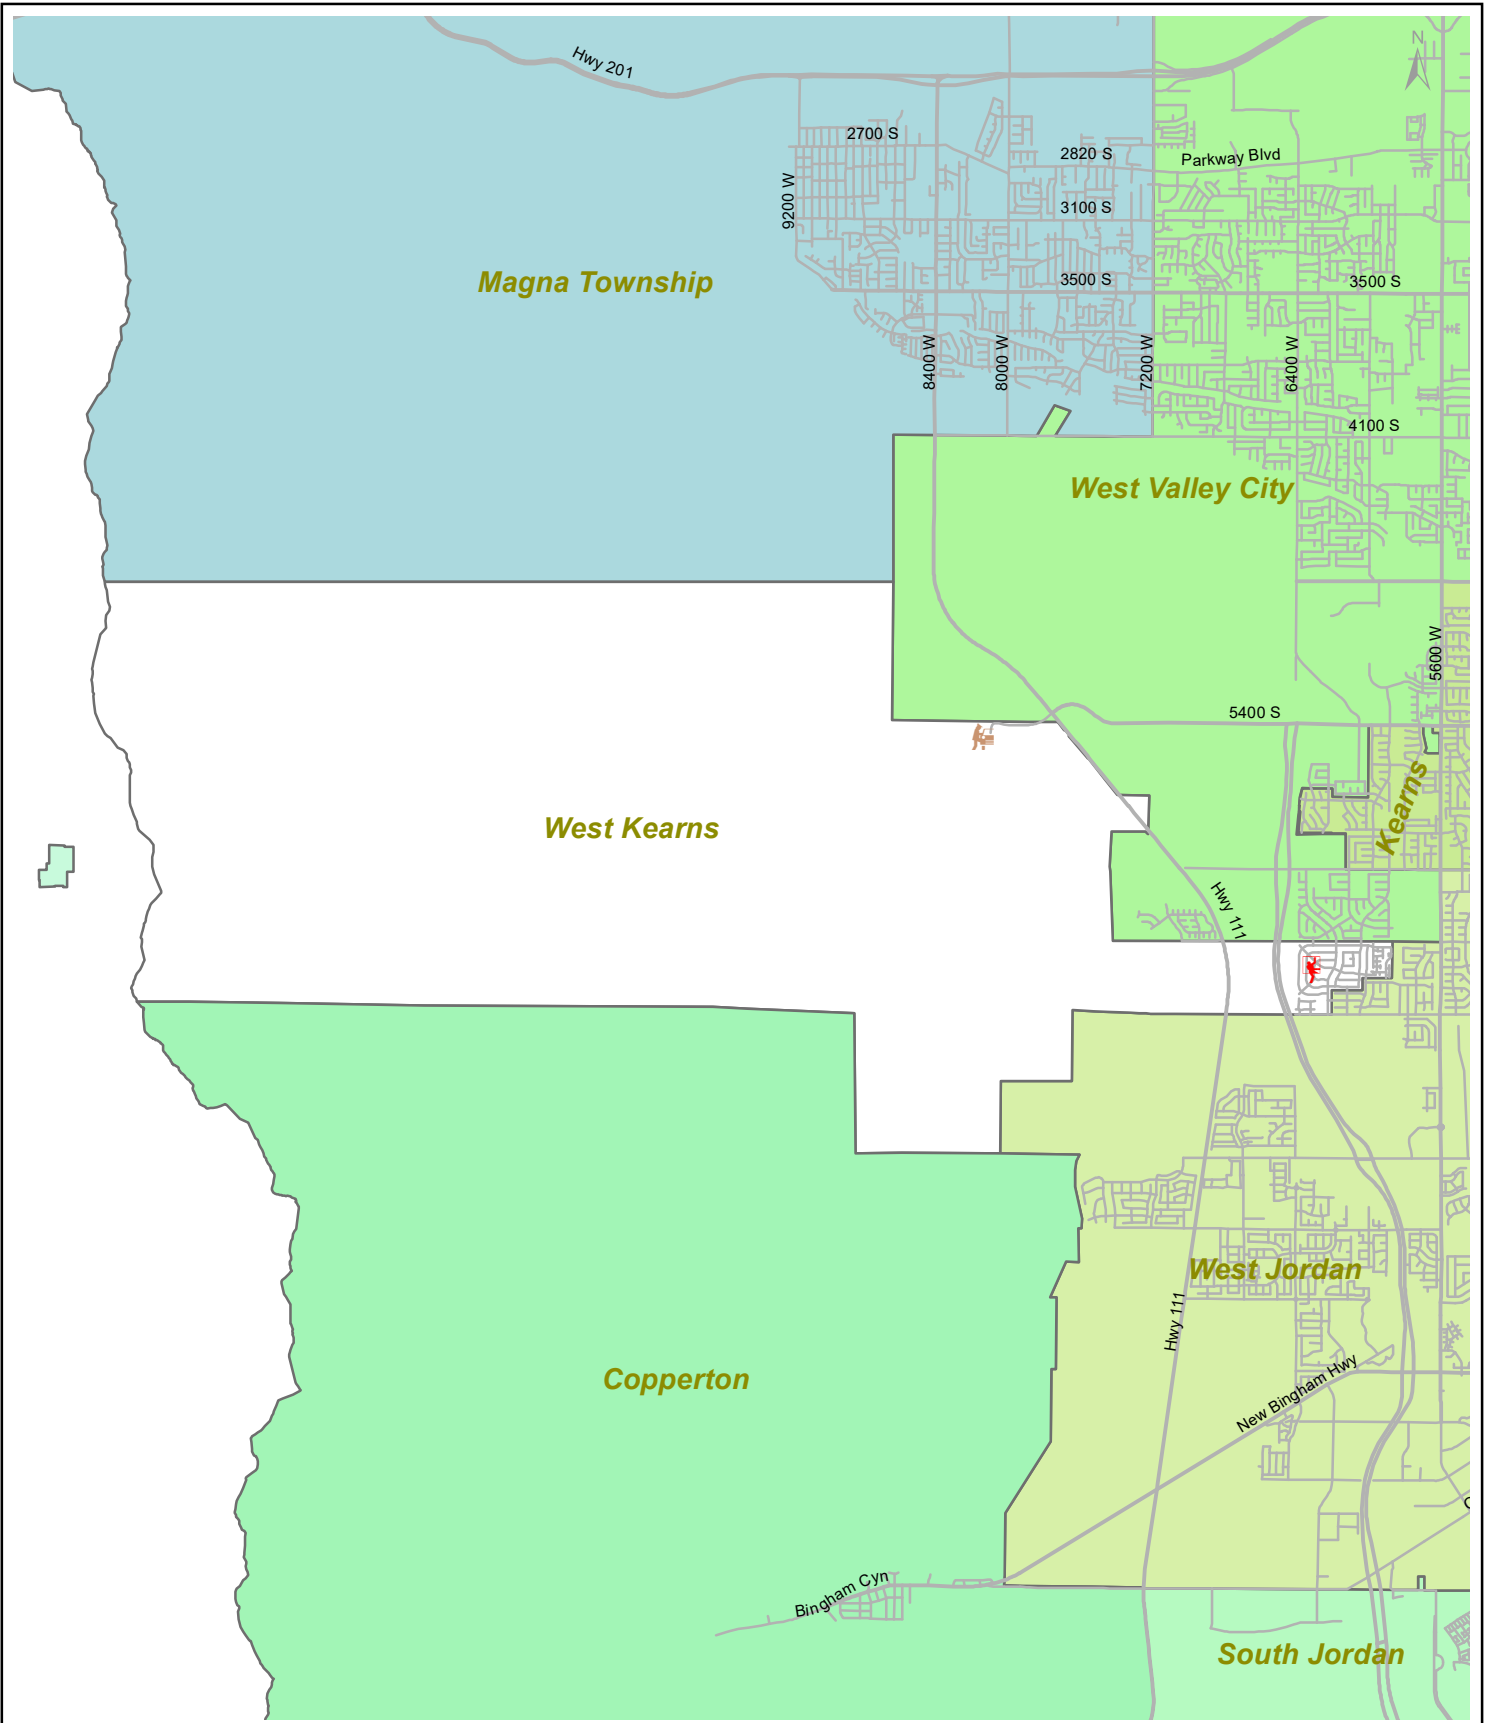 N
Hwy 201
2700 S
2820 S
Parkway Blvd
9200 W
3100 S
Magna Township
3500 S
3500 S
8400 W
8000 W
7200 W
6400 W
4100 S
West Valley City
5600 W
5400 S
West Kearns
Kearns
Hwy 111
West Jordan
Hwy 111
Copperton
New Bingham Hwy
Bingham Cyn
South Jordan